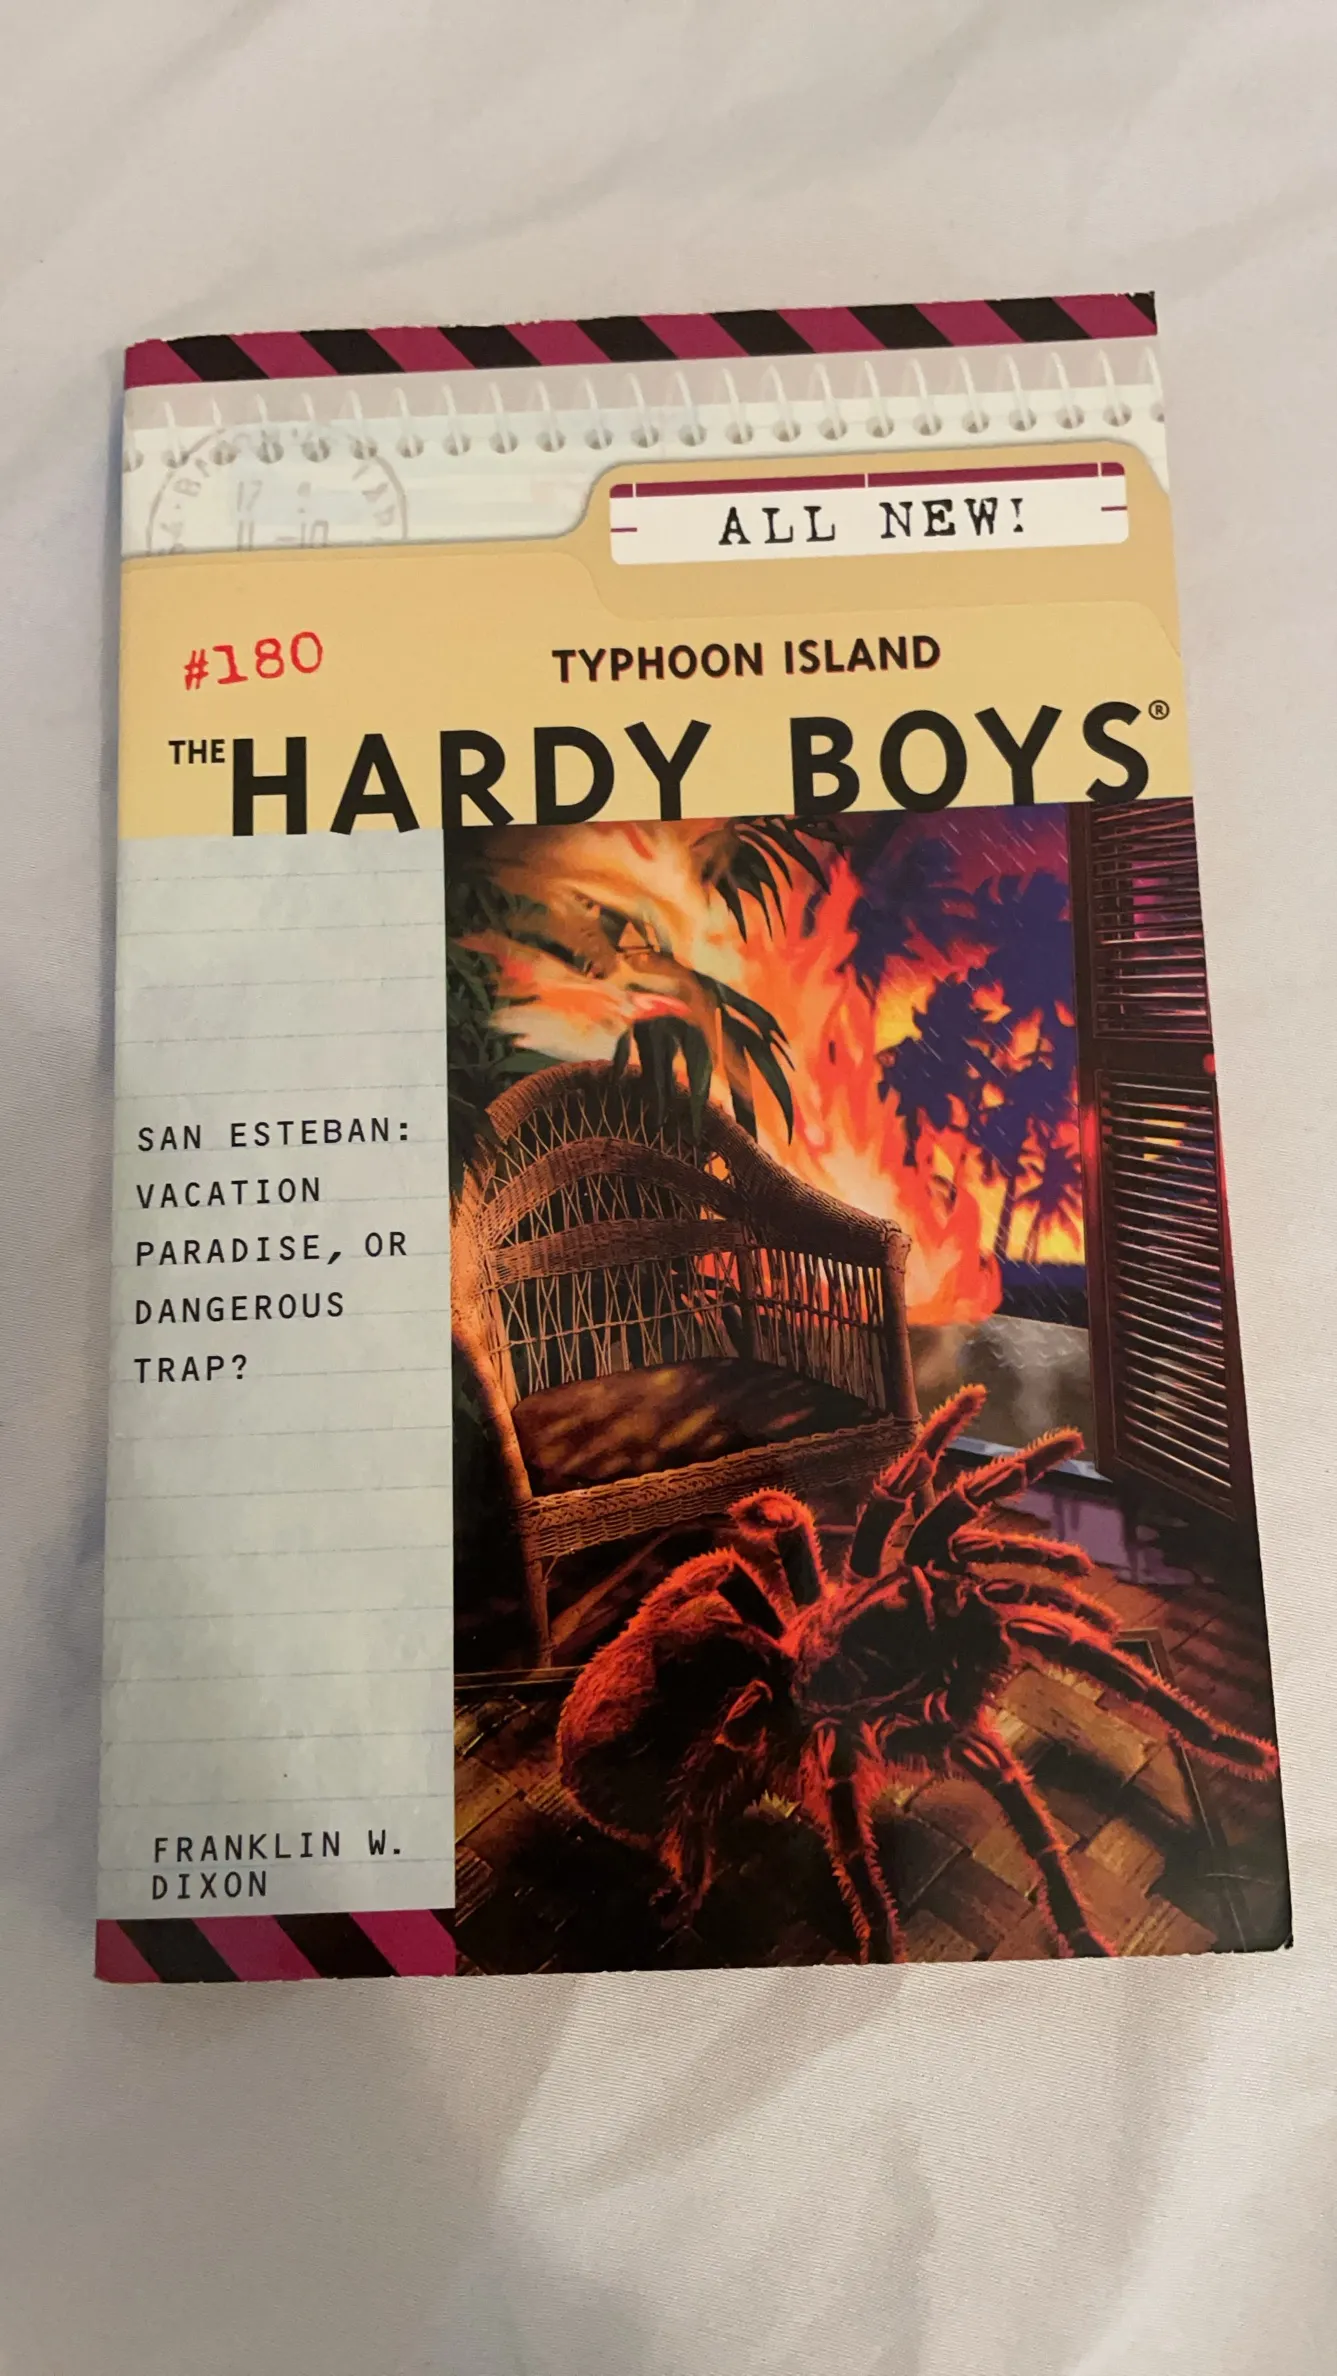 ALL NEW!
#180
TYPHOON ISLAND
THE HARDY BOYS®
SAN ESTEBAN:
VACATION
PARADISE, OR
DANGEROUS
TRAP?
FRANKLIN W.
DIXON